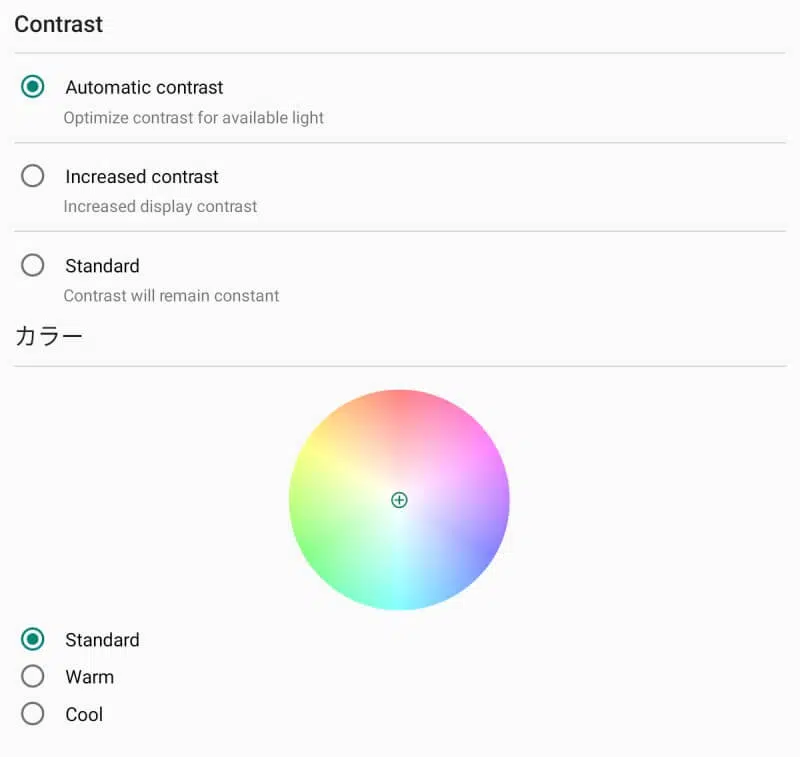 Contrast
Automatic contrast
Optimize contrast for available light
Increased contrast
Increased display contrast
Standard
Contrast will remain constant
カラー
Standard
Warm
Cool